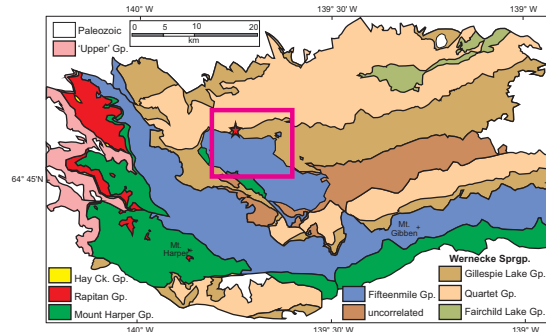 140° W
139.5°
139° W
Paleozoic
'Upper' Gp.
0 5 10 20
km
64° 45'N
Mt. Harper
Mt. Gibben
Hay Ck. Gp.
Rapitan Gp.
Mount Harper Gp.
Fifteenmile Gp.
uncorrelated
Wernecke Sprgp.
Gillespie Lake Gp.
Quartet Gp.
Fairchild Lake Gp.
140° W
139.5°
139° W